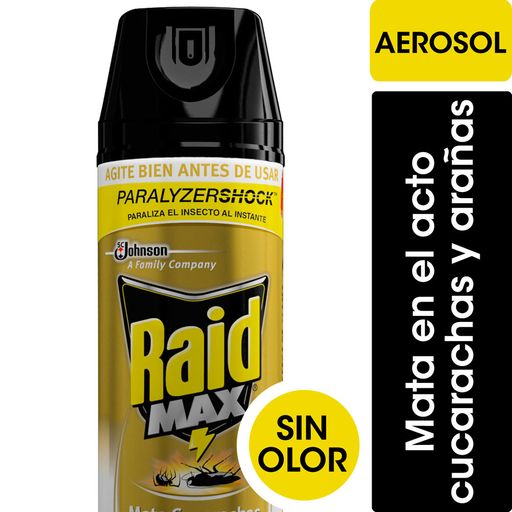 AEROSOL
AGITE BIEN ANTES DE USAR
PARALYZERSHOCK™
PARALIZA EL INSECTO AL INSTANTE
SC Johnson
A Family Company
Raid®
MAX
SIN
OLOR
Mata en el acto
cucarachas y arañas